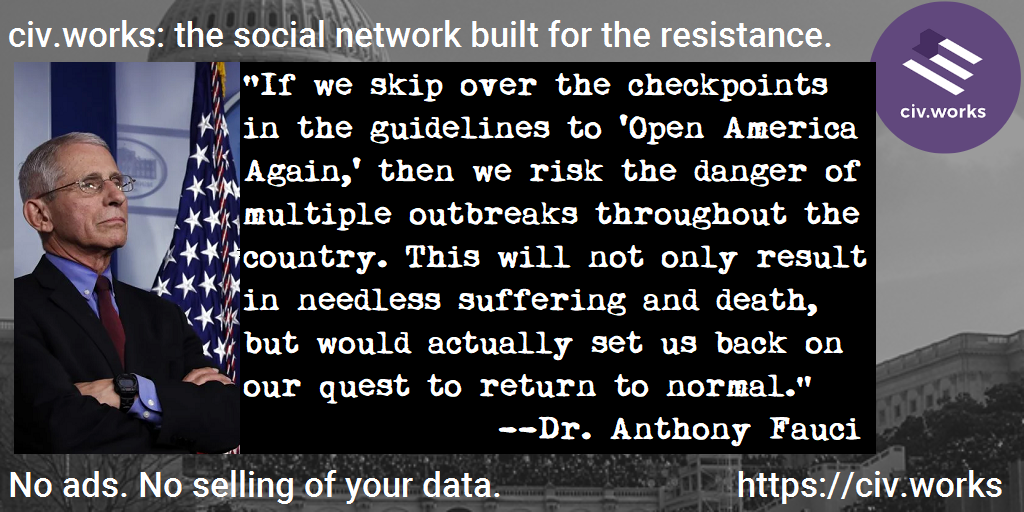 civ.works: the social network built for the resistance.
civ.works
"If we skip over the checkpoints
in the guidelines to 'Open America
Again,' then we risk the danger of
multiple outbreaks throughout the
country. This will not only result
in needless suffering and death,
but would actually set us back on
our quest to return to normal."
--Dr. Anthony Fauci
No ads. No selling of your data.
https://civ.works